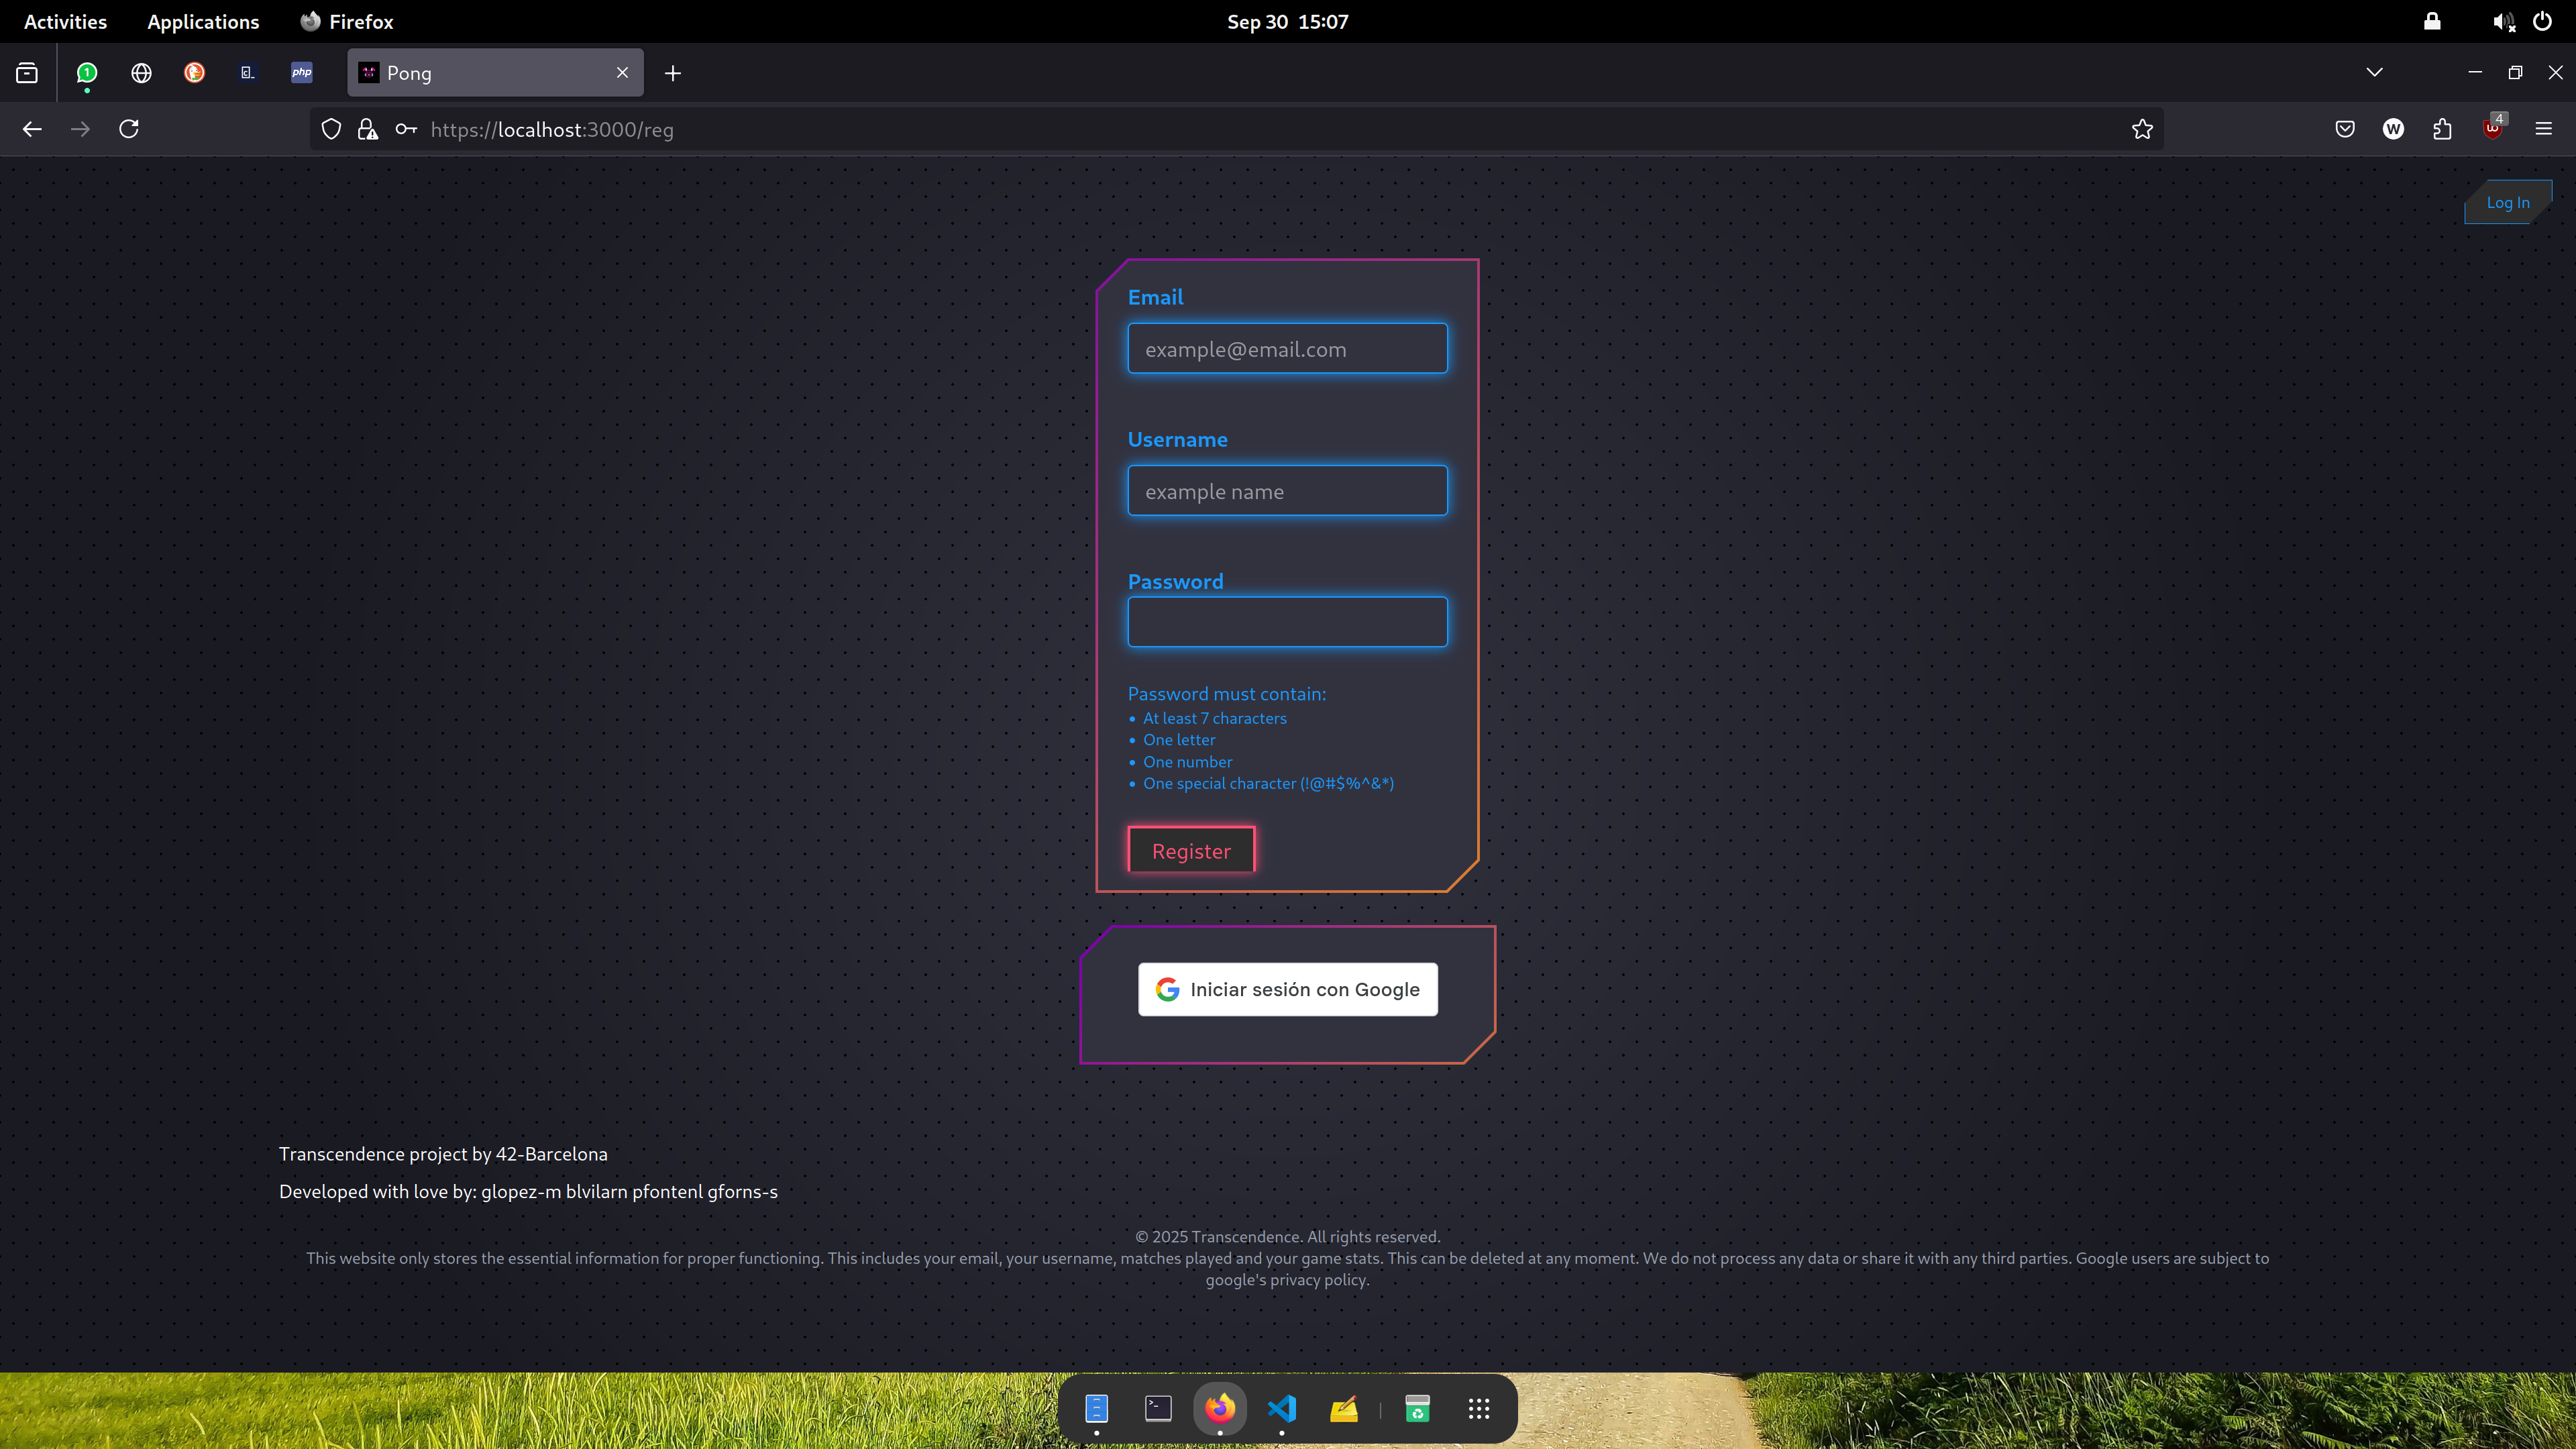 Activities Applications Firefox Sep 30 15:07
1 php Pong
https://localhost:3000/reg W 4
Log In
Email
example@email.com
Username
example name
Password
Password must contain:
• At least 7 characters
• One letter
• One number
• One special character (!@#$%^&*)
Register
Iniciar sesión con Google
Transcendence project by 42-Barcelona
Developed with love by: glopez-m blvilarn pfontenl gforns-s
© 2025 Transcendence. All rights reserved.
This website only stores the essential information for proper functioning. This includes your email, your username, matches played and your game stats. This can be deleted at any moment. We do not process any data or share it with any third parties. Google users are subject to
google's privacy policy.